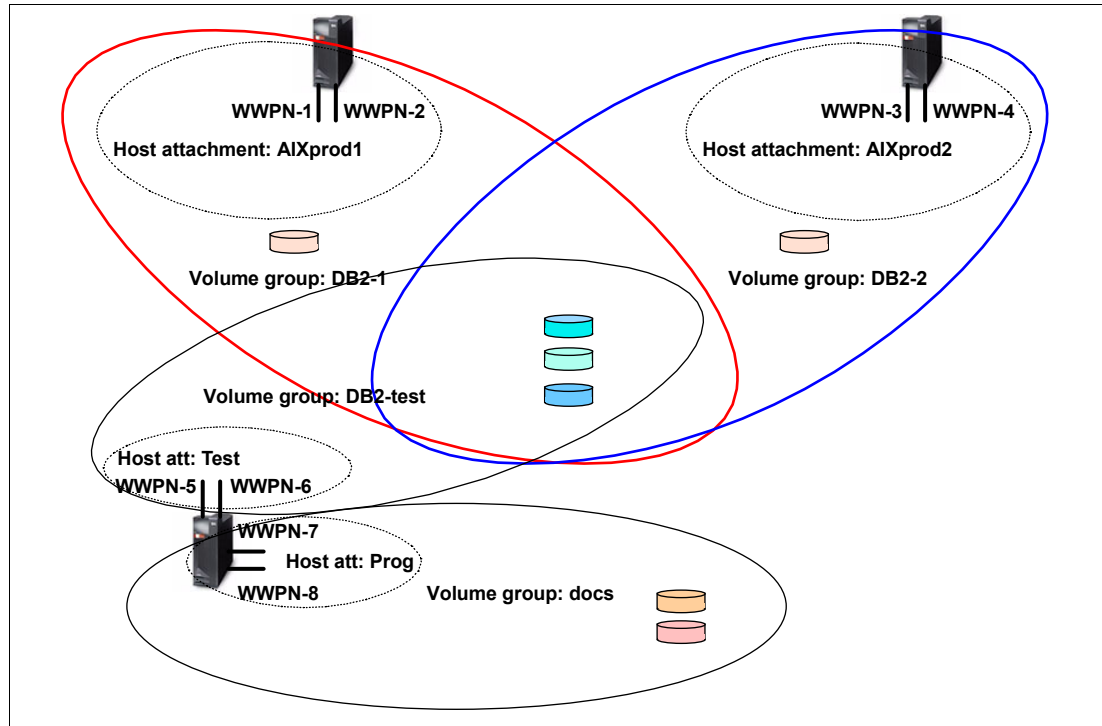 WWPN-1 WWPN-2
WWPN-3 WWPN-4
Host attachment: AIXprod1
Host attachment: AIXprod2
Volume group: DB2-1
Volume group: DB2-2
Volume group: DB2-test
Host att: Test
WWPN-5 WWPN-6
WWPN-7
Host att: Prog
WWPN-8
Volume group: docs